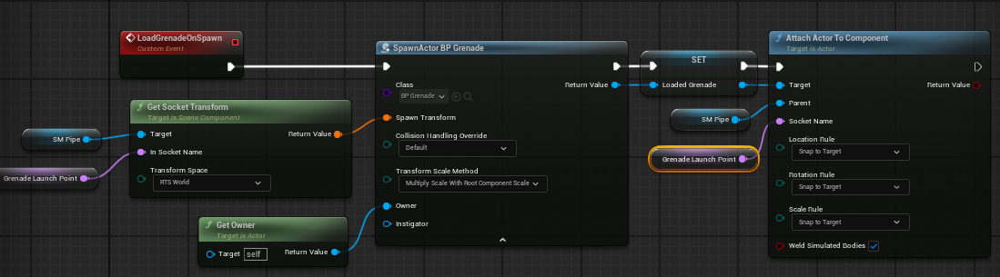 LoadGrenadeOnSpawn
Custom Event
SpawnActor BP Grenade
Class
BP Grenade
Return Value
Spawn Transform
Collision Handling Override
Default
Transform Scale Method
Multiply Scale With Root Component Scale
Owner
Instigator
SET
Loaded Grenade
Attach Actor To Component
Target is Actor
Return Value
Target
Parent
Socket Name
Location Rule
Snap to Target
Rotation Rule
Snap to Target
Scale Rule
Snap to Target
Weld Simulated Bodies
SM Pipe
Grenade Launch Point
Get Socket Transform
Target is Scene Component
Target
Return Value
In Socket Name
Transform Space
RTS World
SM Pipe
Grenade Launch Point
Get Owner
Target is Actor
Target self
Return Value